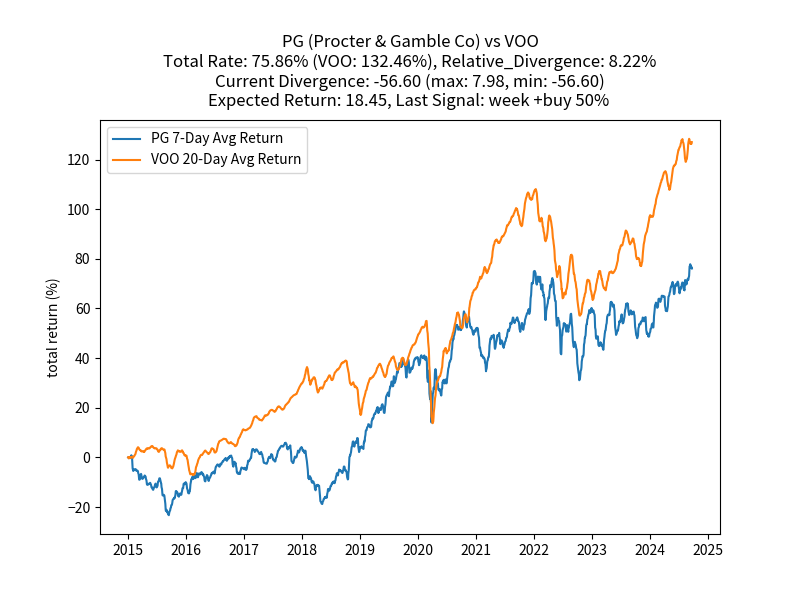 PG (Procter & Gamble Co) vs VOO
Total Rate: 75.86% (VOO: 132.46%), Relative_Divergence: 8.22%
Current Divergence: -56.60 (max: 7.98, min: -56.60)
Expected Return: 18.45, Last Signal: week +buy 50%
PG 7-Day Avg Return
VOO 20-Day Avg Return
total return (%)
120
100
80
60
40
20
0
−20
2015 2016 2017 2018 2019 2020 2021 2022 2023 2024 2025